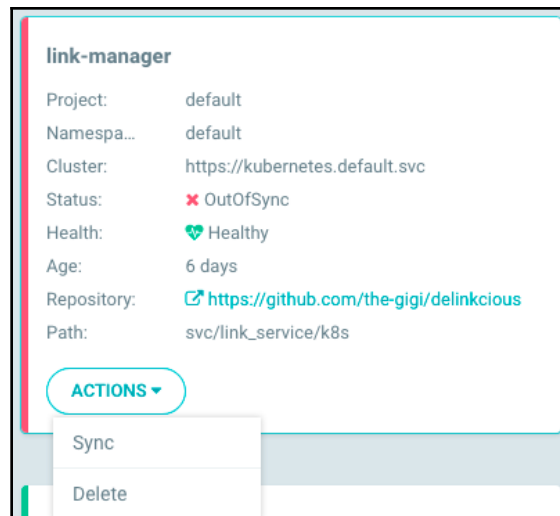 link-manager
Project: default
Namespa... default
Cluster: https://kubernetes.default.svc
Status: OutOfSync
Health: Healthy
Age: 6 days
Repository: https://github.com/the-gigi/delinkcious
Path: svc/link_service/k8s
ACTIONS
Sync
Delete